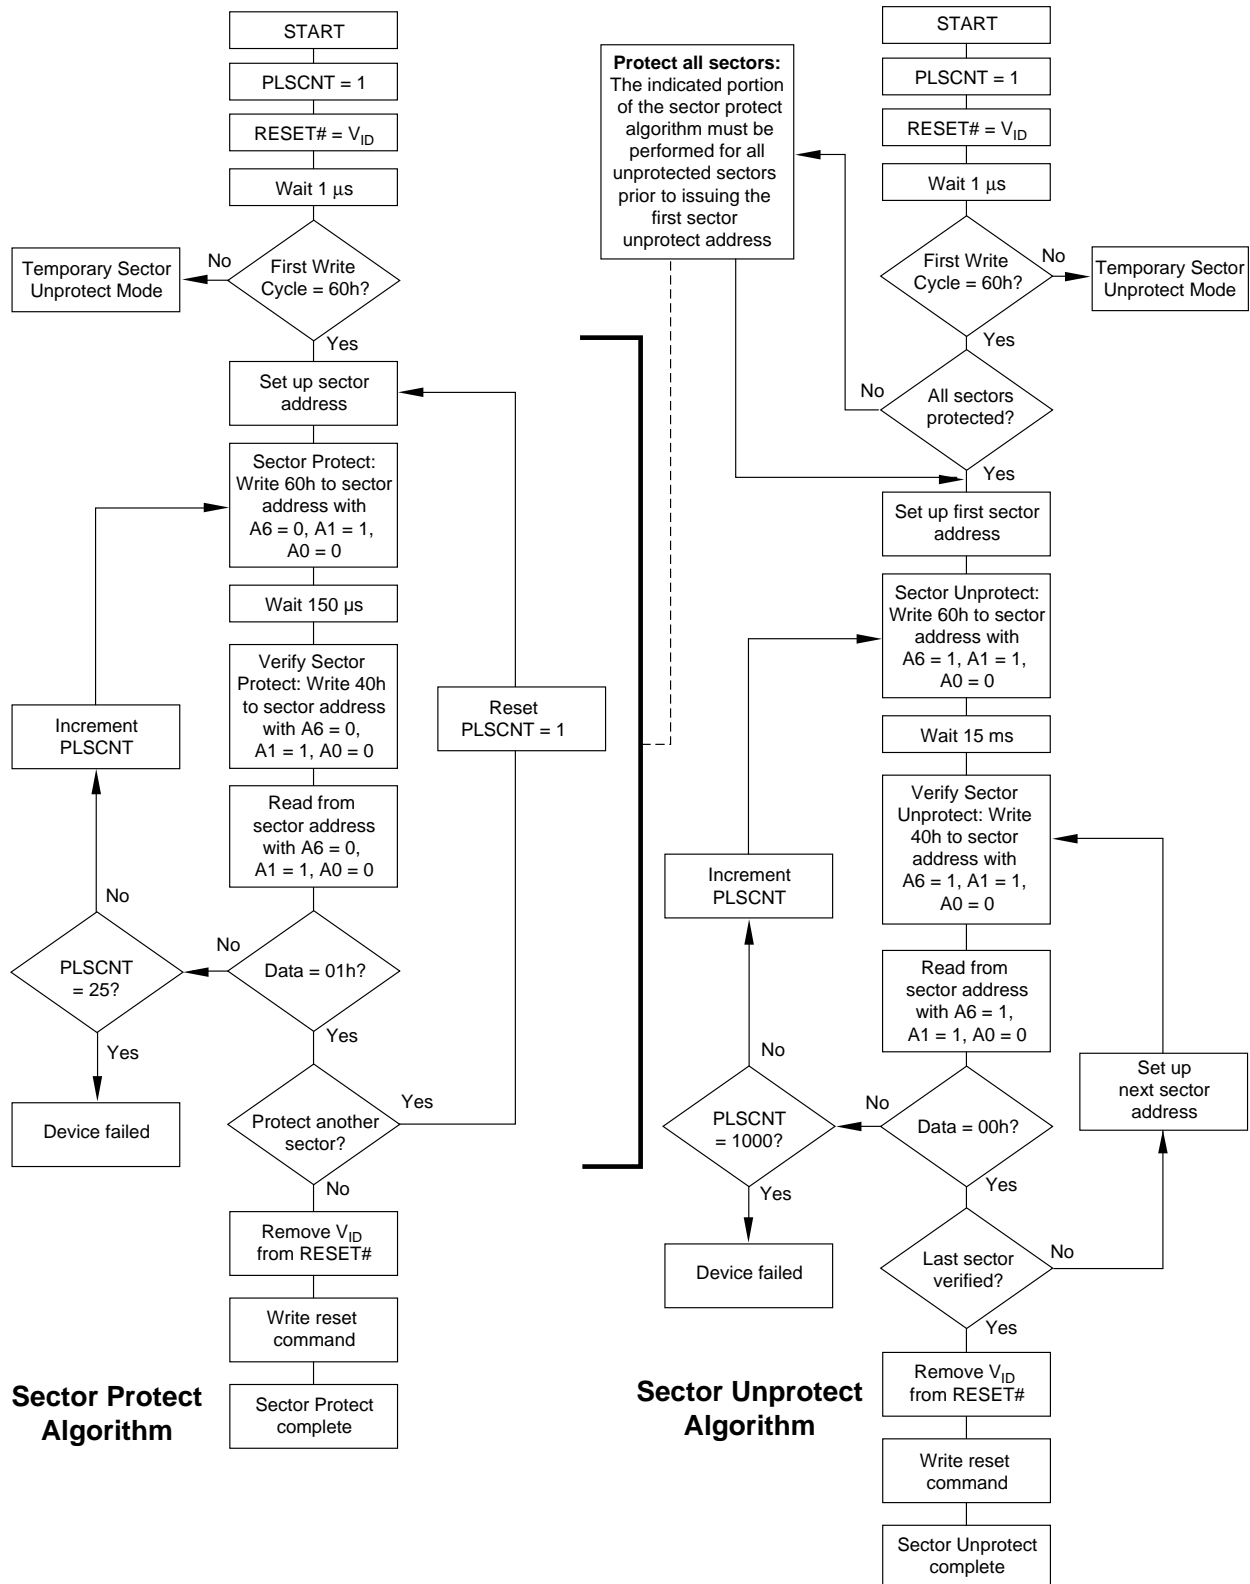 START
PLSCNT = 1
RESET# = VID
Wait 1 μs
First Write
Cycle = 60h?
No
Temporary Sector
Unprotect Mode
Yes
Set up sector
address
Sector Protect:
Write 60h to sector
address with
A6 = 0, A1 = 1,
A0 = 0
Wait 150 µs
Verify Sector
Protect: Write 40h
to sector address
with A6 = 0,
A1 = 1, A0 = 0
Reset
PLSCNT = 1
Increment
PLSCNT
Read from
sector address
with A6 = 0,
A1 = 1, A0 = 0
No
No
PLSCNT
= 25?
Data = 01h?
Yes
Yes
Device failed
Protect another
sector?
Yes
No
Remove VID
from RESET#
Write reset
command
Sector Protect
complete
Sector Protect
Algorithm
Protect all sectors:
The indicated portion
of the sector protect
algorithm must be
performed for all
unprotected sectors
prior to issuing the
first sector
unprotect address
START
PLSCNT = 1
RESET# = VID
Wait 1 μs
First Write
Cycle = 60h?
No
Temporary Sector
Unprotect Mode
Yes
No
All sectors
protected?
Yes
Set up first sector
address
Sector Unprotect:
Write 60h to sector
address with
A6 = 1, A1 = 1,
A0 = 0
Wait 15 ms
Verify Sector
Unprotect: Write
40h to sector
address with
A6 = 1, A1 = 1,
A0 = 0
Increment
PLSCNT
Read from
sector address
with A6 = 1,
A1 = 1, A0 = 0
No
No
PLSCNT
= 1000?
Data = 00h?
Set up
next sector
address
Yes
Yes
Device failed
Last sector
verified?
No
Yes
Remove VID
from RESET#
Write reset
command
Sector Unprotect
complete
Sector Unprotect
Algorithm